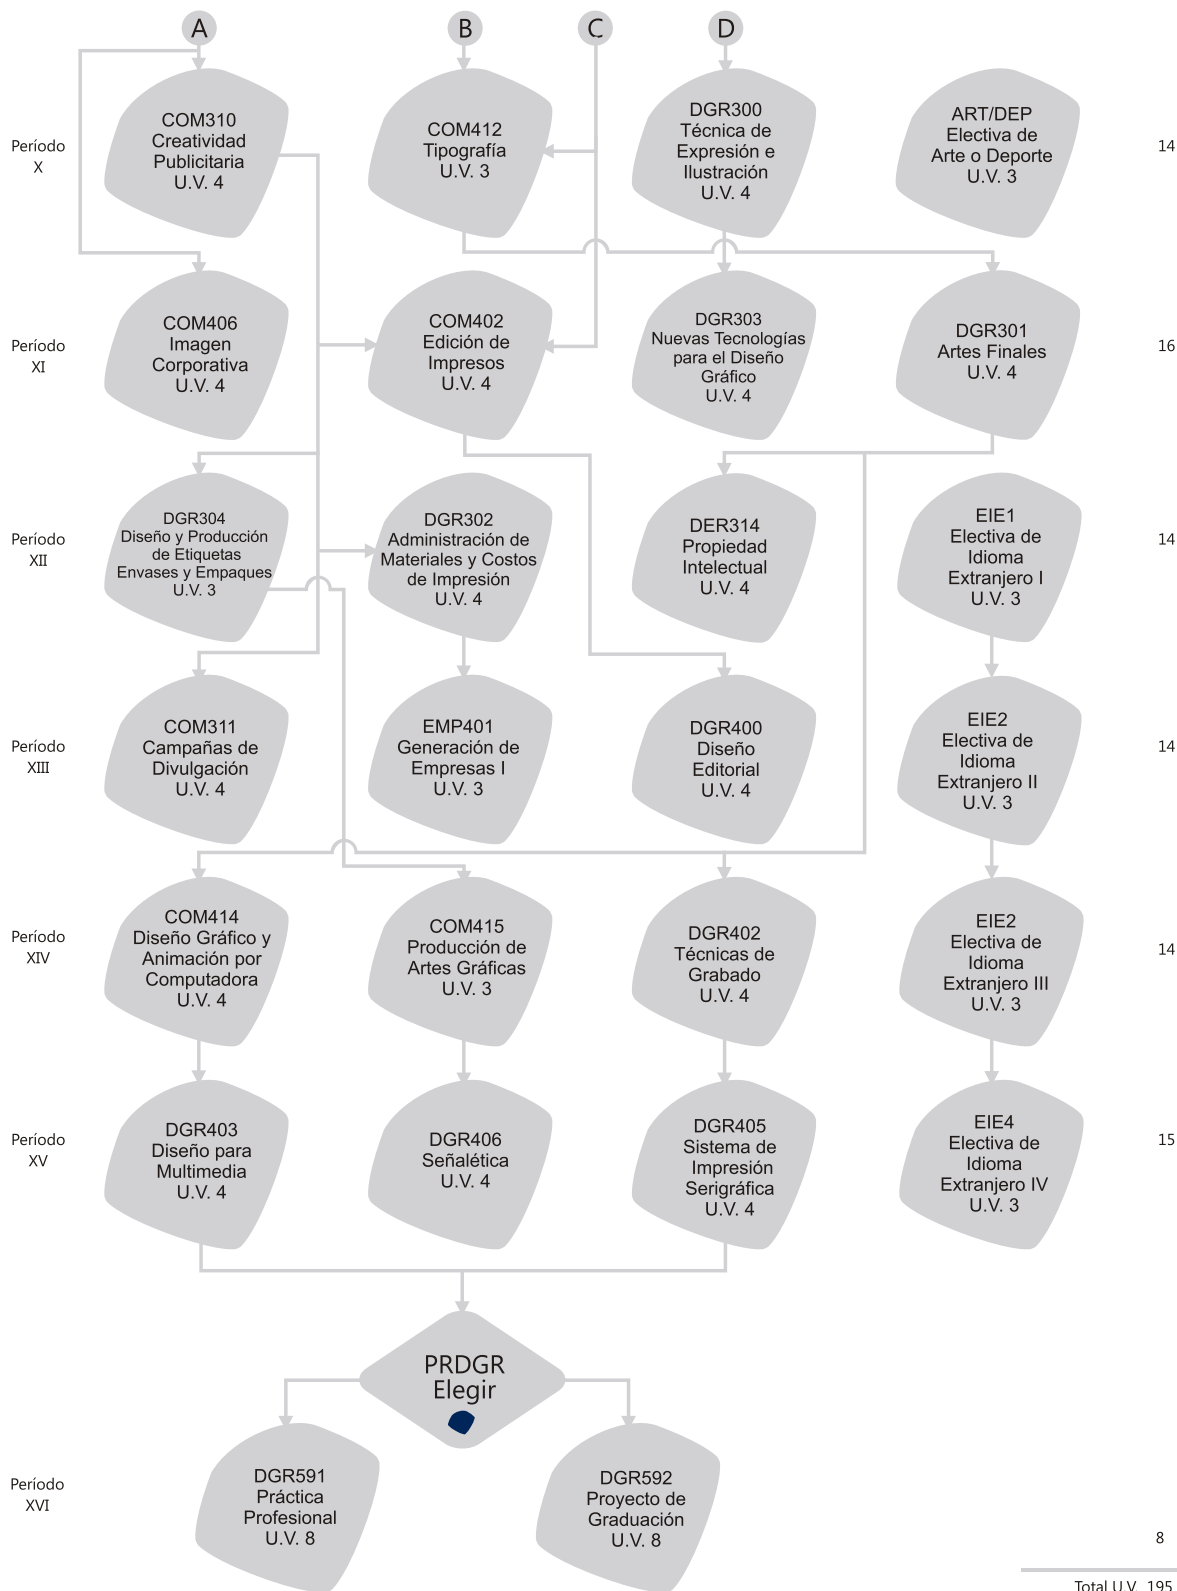 A
B
C
D
Período
X
COM310
Creatividad
Publicitaria
U.V. 4
COM412
Tipografía
U.V. 3
DGR300
Técnica de
Expresión e
Ilustración
U.V. 4
ART/DEP
Electiva de
Arte o Deporte
U.V. 3
14
Período
XI
COM406
Imagen
Corporativa
U.V. 4
COM402
Edición de
Impresos
U.V. 4
DGR303
Nuevas Tecnologías
para el Diseño
Gráfico
U.V. 4
DGR301
Artes Finales
U.V. 4
16
Período
XII
DGR304
Diseño y Producción
de Etiquetas
Envases y Empaques
U.V. 3
DGR302
Administración de
Materiales y Costos
de Impresión
U.V. 4
DER314
Propiedad
Intelectual
U.V. 4
EIE1
Electiva de
Idioma
Extranjero I
U.V. 3
14
Período
XIII
COM311
Campañas de
Divulgación
U.V. 4
EMP401
Generación de
Empresas I
U.V. 3
DGR400
Diseño
Editorial
U.V. 4
EIE2
Electiva de
Idioma
Extranjero II
U.V. 3
14
Período
XIV
COM414
Diseño Gráfico y
Animación por
Computadora
U.V. 4
COM415
Producción de
Artes Gráficas
U.V. 3
DGR402
Técnicas de
Grabado
U.V. 4
EIE2
Electiva de
Idioma
Extranjero III
U.V. 3
14
Período
XV
DGR403
Diseño para
Multimedia
U.V. 4
DGR406
Señalética
U.V. 4
DGR405
Sistema de
Impresión
Serigráfica
U.V. 4
EIE4
Electiva de
Idioma
Extranjero IV
U.V. 3
15
PRDGR
Elegir
Período
XVI
DGR591
Práctica
Profesional
U.V. 8
DGR592
Proyecto de
Graduación
U.V. 8
8
Total U.V. 195